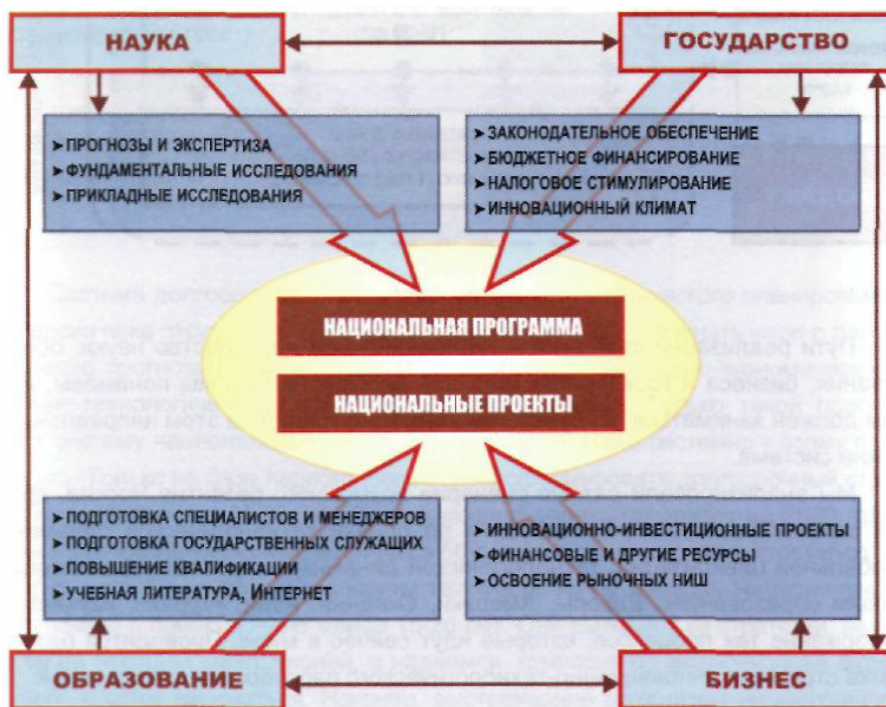 НАУКА
ГОСУДАРСТВО
➤ ПРОГНОЗЫ И ЭКСПЕРТИЗА
➤ ФУНДАМЕНТАЛЬНЫЕ ИССЛЕДОВАНИЯ
➤ ПРИКЛАДНЫЕ ИССЛЕДОВАНИЯ
➤ ЗАКОНОДАТЕЛЬНОЕ ОБЕСПЕЧЕНИЕ
➤ БЮДЖЕТНОЕ ФИНАНСИРОВАНИЕ
➤ НАЛОГОВОЕ СТИМУЛИРОВАНИЕ
➤ ИННОВАЦИОННЫЙ КЛИМАТ
НАЦИОНАЛЬНАЯ ПРОГРАММА
НАЦИОНАЛЬНЫЕ ПРОЕКТЫ
➤ ПОДГОТОВКА СПЕЦИАЛИСТОВ И МЕНЕДЖЕРОВ
➤ ПОДГОТОВКА ГОСУДАРСТВЕННЫХ СЛУЖАЩИХ
➤ ПОВЫШЕНИЕ КВАЛИФИКАЦИИ
➤ УЧЕБНАЯ ЛИТЕРАТУРА, ИНТЕРНЕТ
➤ ИННОВАЦИОННО-ИНВЕСТИЦИОННЫЕ ПРОЕКТЫ
➤ ФИНАНСОВЫЕ И ДРУГИЕ РЕСУРСЫ
➤ ОСВОЕНИЕ РЫНОЧНЫХ НИШ
ОБРАЗОВАНИЕ
БИЗНЕС